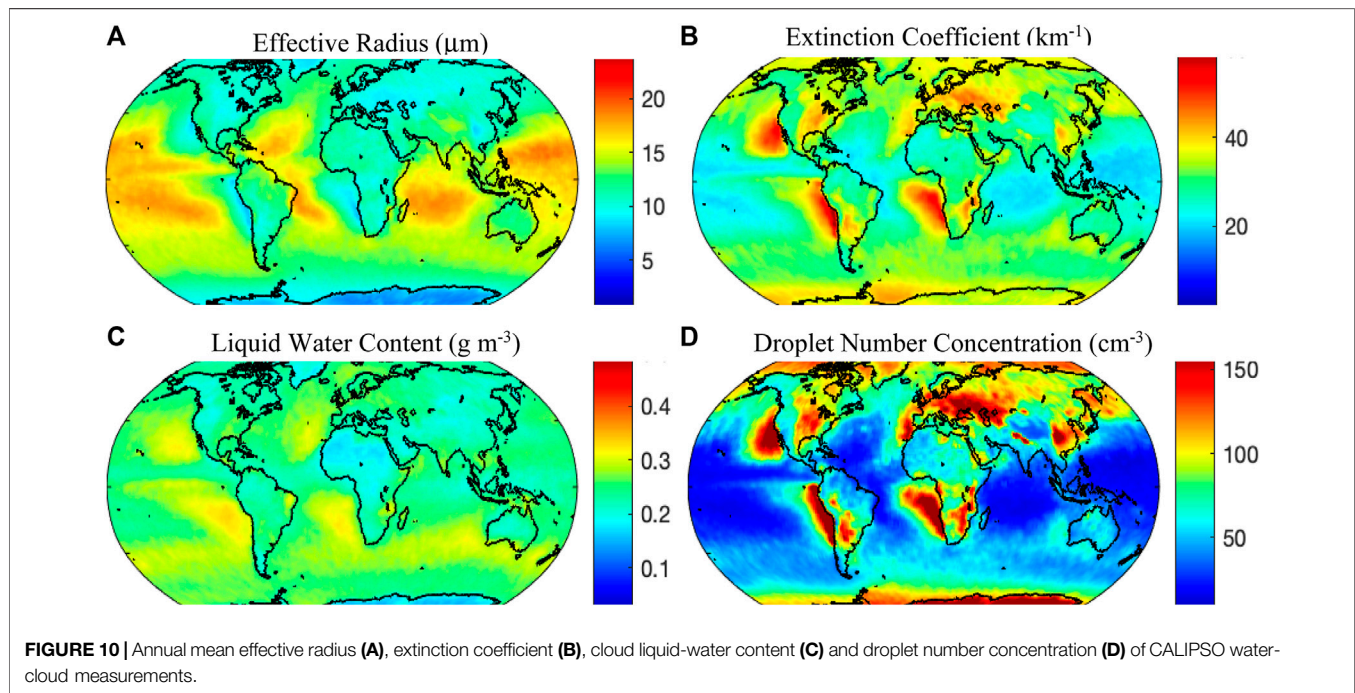 A
Effective Radius (μm)
20
15
10
5
B
Extinction Coefficient (km-1)
40
20
C
Liquid Water Content (g m-3)
0.4
0.3
0.2
0.1
D
Droplet Number Concentration (cm-3)
150
100
50
FIGURE 10 | Annual mean effective radius (A), extinction coefficient (B), cloud liquid-water content (C) and droplet number concentration (D) of CALIPSO water-
cloud measurements.